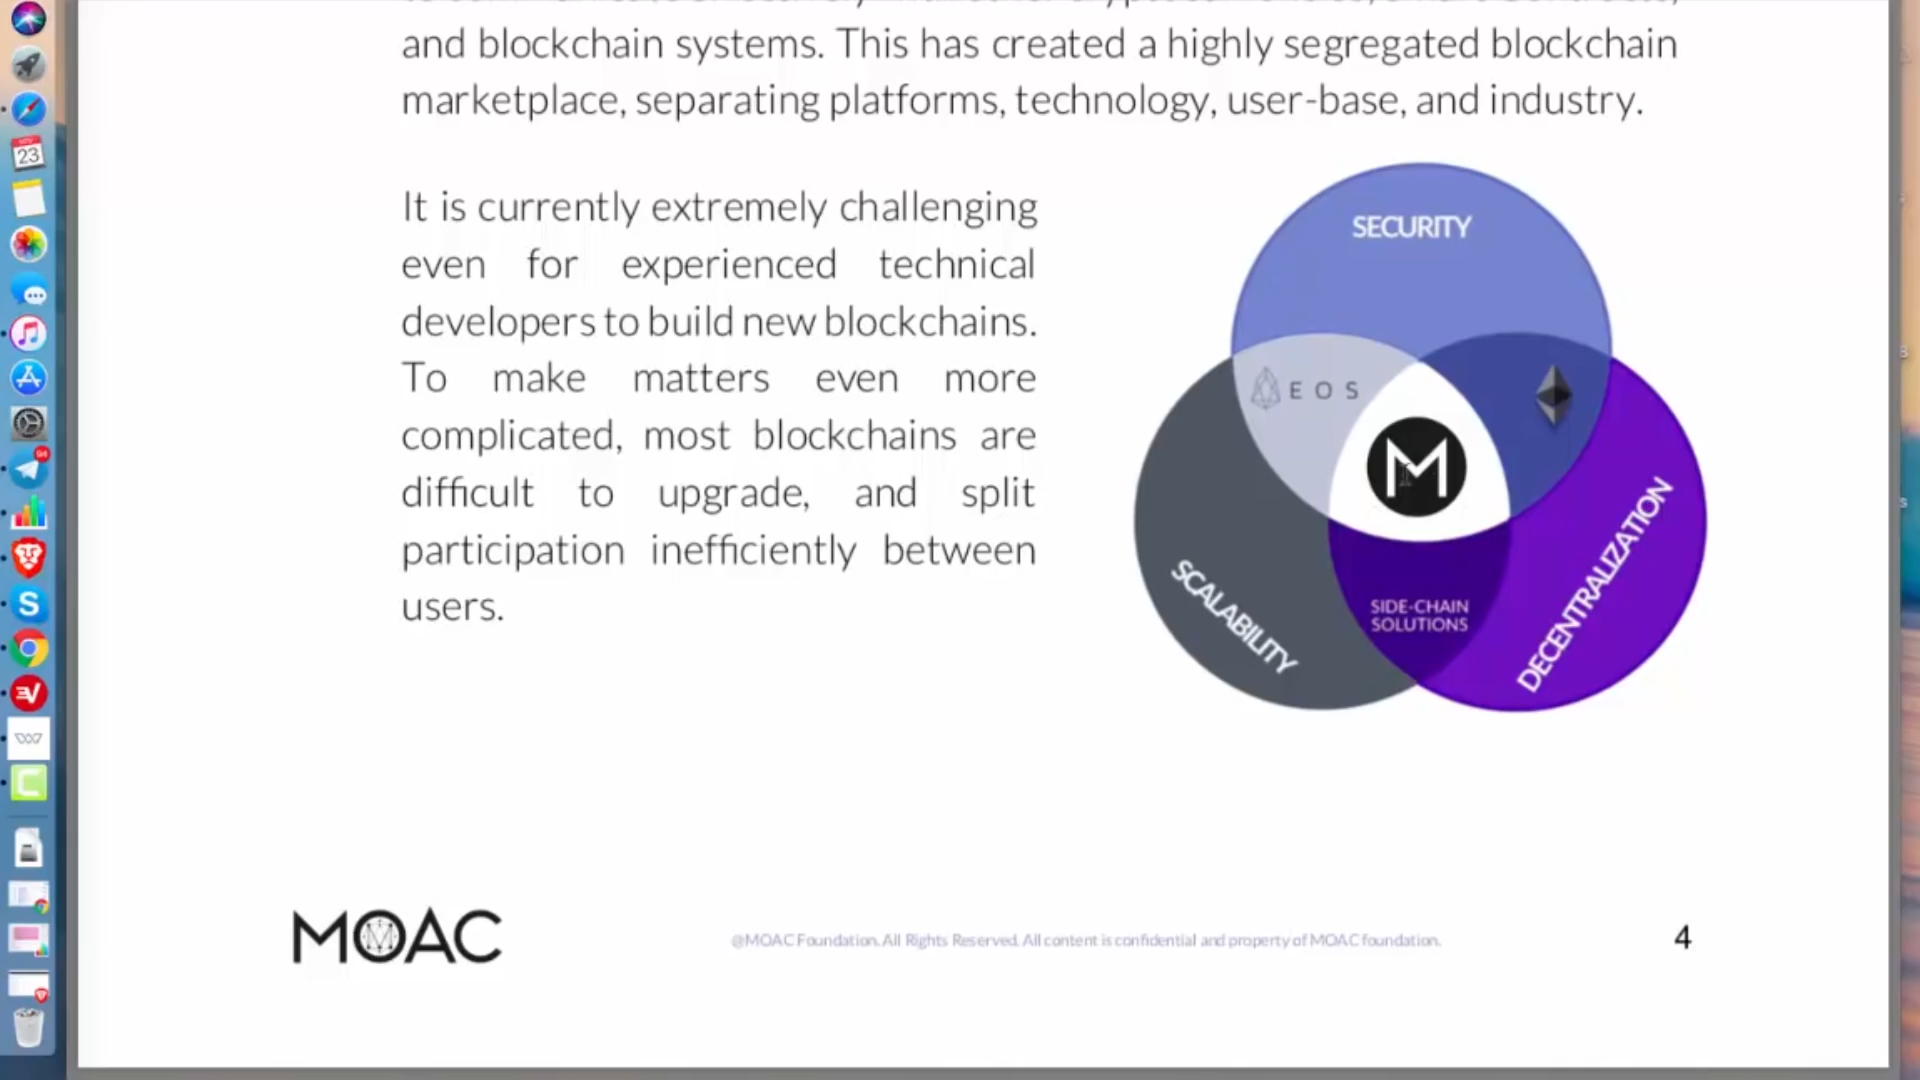 and blockchain systems. This has created a highly segregated blockchain
marketplace, separating platforms, technology, user-base, and industry.
It is currently extremely challenging
even for experienced technical
developers to build new blockchains.
To make matters even more
complicated, most blockchains are
difficult to upgrade, and split
participation inefficiently between
users.
SECURITY
EOS
M
SCALABILITY
SIDE-CHAIN
SOLUTIONS
DECENTRALIZATION
MOAC
@MOAC Foundation. All Rights Reserved. All content is confidential and property of MOAC foundation.
4
NOV
23
94